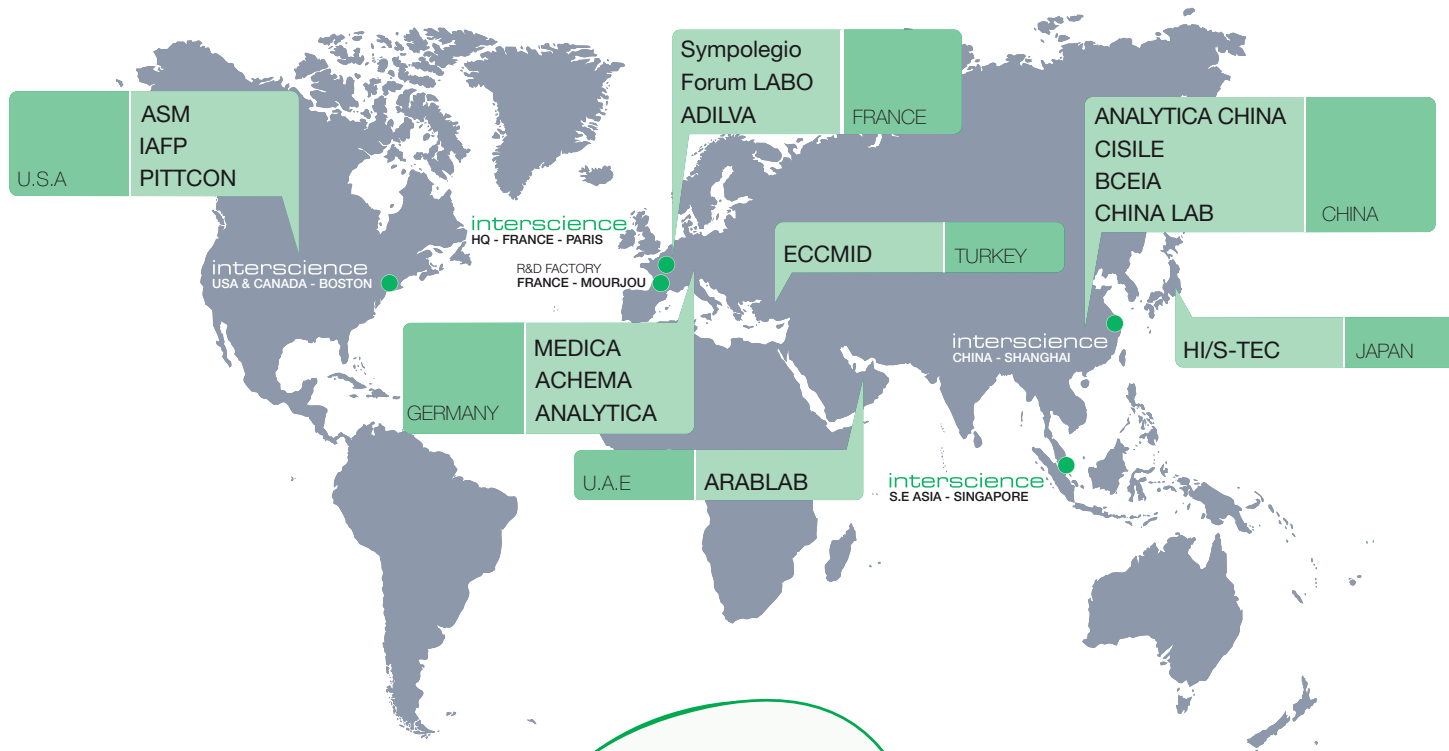 Sympolegio
Forum LABO
ADILVA
FRANCE
ASM
IAFP
PITTCON
U.S.A
ANALYTICA CHINA
CISILE
BCEIA
CHINA LAB
CHINA
interscience
HQ - FRANCE - PARIS
R&D FACTORY
FRANCE - MOURJOU
interscience
USA & CANADA - BOSTON
ECCMID
TURKEY
MEDICA
ACHEMA
ANALYTICA
GERMANY
interscience
CHINA - SHANGHAI
HI/S-TEC
JAPAN
U.A.E
ARABLAB
interscience
S.E ASIA - SINGAPORE